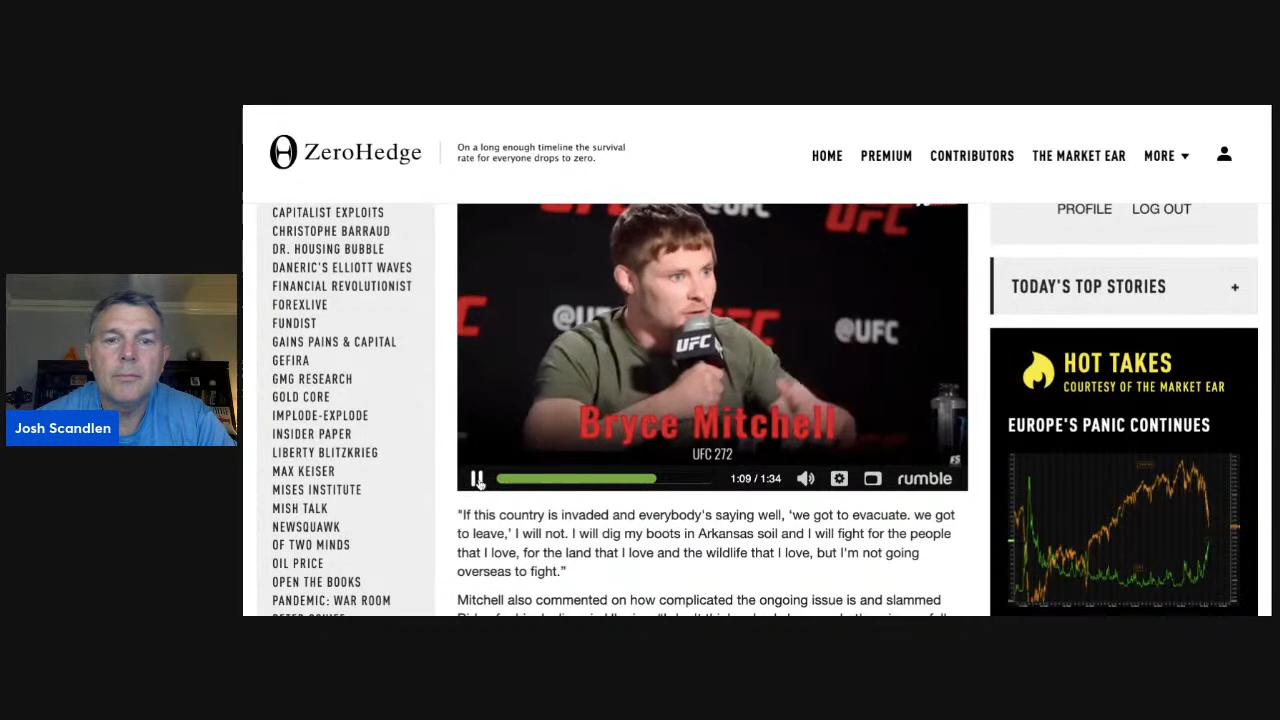 ZeroHedge
On a long enough timeline the survival
rate for everyone drops to zero.
HOME PREMIUM CONTRIBUTORS THE MARKET EAR MORE
CAPITALIST EXPLOITS
CHRISTOPHE BARRAUD
DR. HOUSING BUBBLE
DANERIC'S ELLIOTT WAVES
FINANCIAL REVOLUTIONIST
FOREXLIVE
FUNDIST
GAINS PAINS & CAPITAL
GEFIRA
GMG RESEARCH
GOLD CORE
IMPLODE-EXPLODE
INSIDER PAPER
LIBERTY BLITZKRIEG
MAX KEISER
MISES INSTITUTE
MISH TALK
NEWSQUAWK
OF TWO MINDS
OIL PRICE
OPEN THE BOOKS
PANDEMIC: WAR ROOM
UFC
@UFC
UFC
Bryce Mitchell
UFC 272
FS
1:09 / 1:34
rumble
"If this country is invaded and everybody's saying well, ‘we got to evacuate. we got
to leave,’ I will not. I will dig my boots in Arkansas soil and I will fight for the people
that I love, for the land that I love and the wildlife that I love, but I'm not going
overseas to fight.”
Mitchell also commented on how complicated the ongoing issue is and slammed
PROFILE LOG OUT
TODAY'S TOP STORIES +
HOT TAKES
COURTESY OF THE MARKET EAR
EUROPE'S PANIC CONTINUES
Josh Scandlen